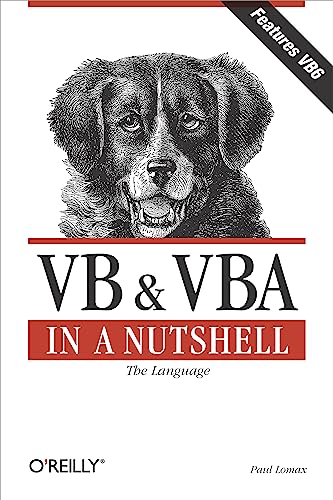 Features VB6
VB & VBA
IN A NUTSHELL
The Language
O'REILLY®
Paul Lomax